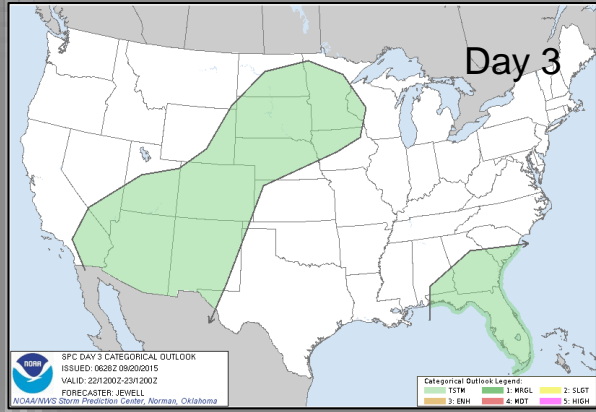 Day 3
NOAA
SPC DAY 3 CATEGORICAL OUTLOOK
ISSUED: 0628Z 09/20/2015
VALID: 22/1200Z-23/1200Z
FORECASTER: JEWELL
NOAA/NWS Storm Prediction Center, Norman, Oklahoma
Categorical Outlook Legend:
TSTM 1: MRGL 2: SLGT
3: ENH 4: MDT 5: HIGH